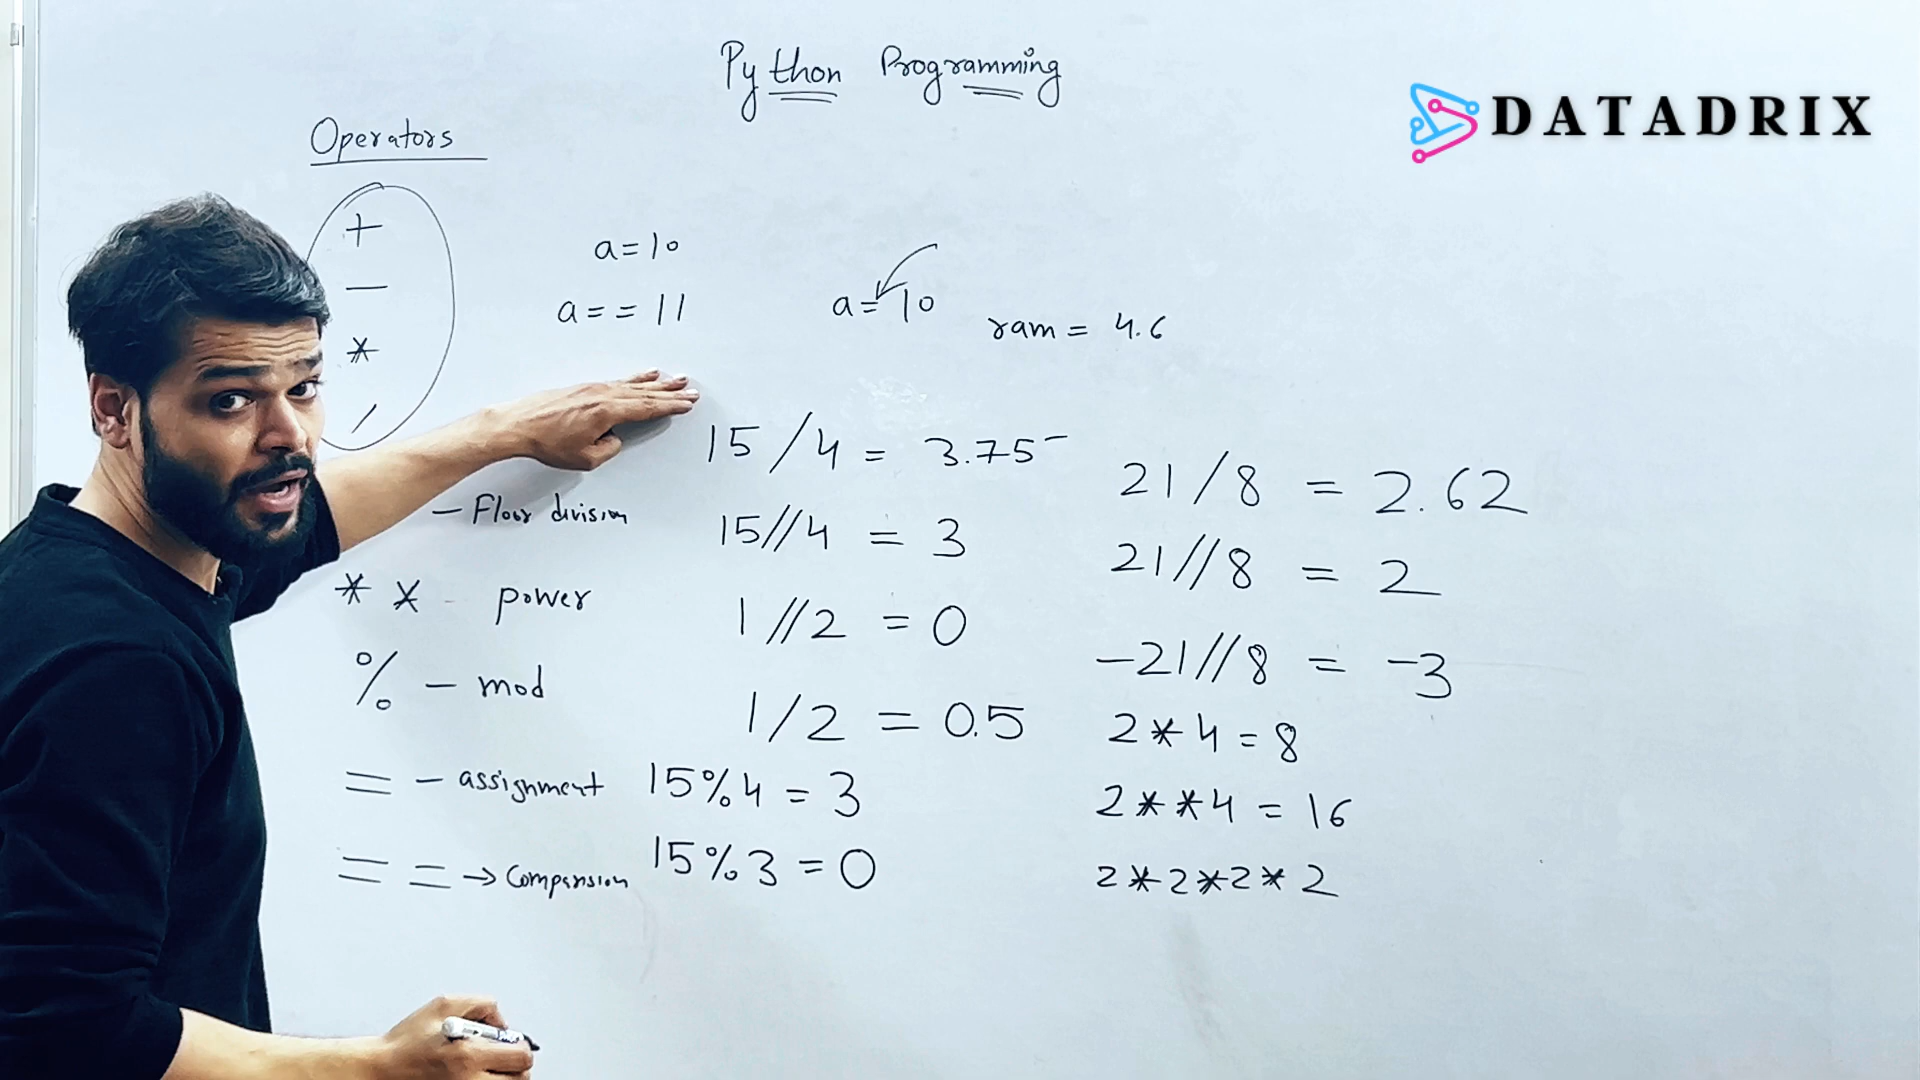 Python Programming
DATADRIX
Operators
+
-
*
/
a=10
a==11
a=10
ram = 4.6
15/4 = 3.75
21/8 = 2.62
- Floor division
15//4 = 3
21//8 = 2
** - power
1//2 = 0
-21//8 = -3
% - mod
1/2 = 0.5
2*4=8
= - assignment
15%4=3
2**4=16
== → Comparision
15%3=0
2*2*2*2